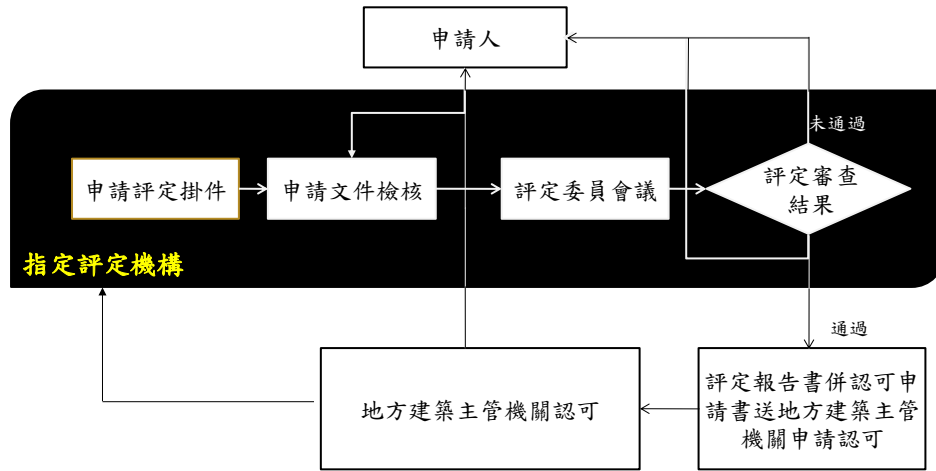 申請人
未通過
申請評定掛件
申請文件檢核
評定委員會議
評定審查
結果
指定評定機構
通過
地方建築主管機關認可
評定報告書併認可申
請書送地方建築主管
機關申請認可